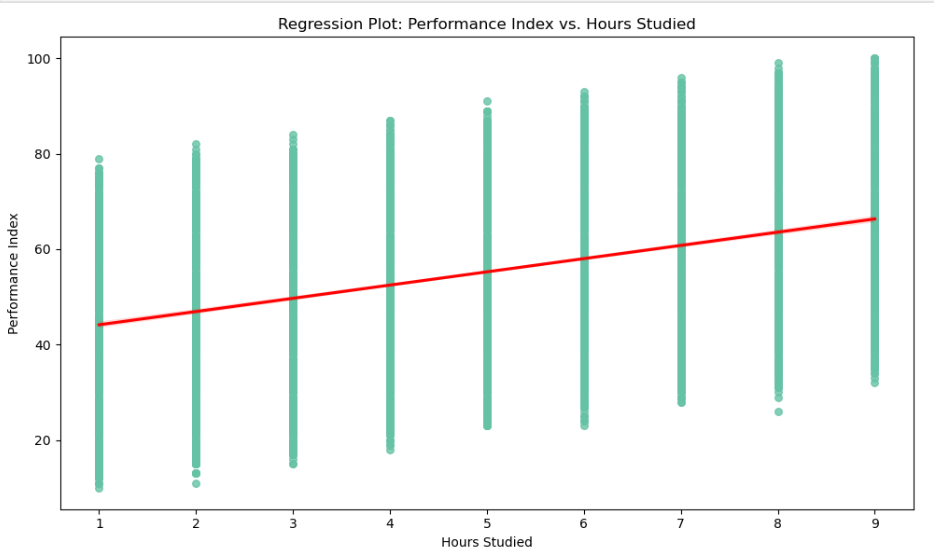 Regression Plot: Performance Index vs. Hours Studied
100
80
60
40
20
Performance Index
1 2 3 4 5 6 7 8 9
Hours Studied